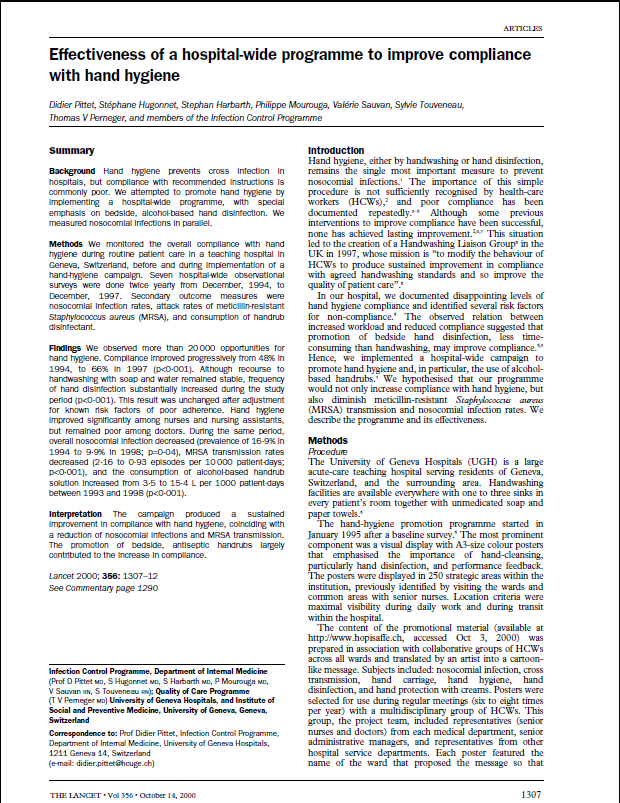 ARTICLES
Effectiveness of a hospital-wide programme to improve compliance
with hand hygiene
Didier Pittet, Stéphane Hugonnet, Stephan Harbarth, Philippe Mourouga, Valérie Sauvan, Sylvie Touveneau,
Thomas V Perneger, and members of the Infection Control Programme
Summary
Background Hand hygiene prevents cross infection in
hospitals, but compliance with recommended instructions is
commonly poor. We attempted to promote hand hygiene by
implementing a hospital-wide programme, with special
emphasis on bedside, alcohol-based hand disinfection. We
measured nosocomial infections in parallel.
Methods We monitored the overall compliance with hand
hygiene during routine patient care in a teaching hospital in
Geneva, Switzerland, before and during implementation of a
hand-hygiene campaign. Seven hospital-wide observational
surveys were done twice yearly from December, 1994, to
December, 1997. Secondary outcome measures were
nosocomial infection rates, attack rates of meticillin-resistant
Staphylococcus aureus (MRSA), and consumption of handrub
disinfectant.
Findings We observed more than 20 000 opportunities for
hand hygiene. Compliance improved progressively from 48% in
1994, to 66% in 1997 (p<0·001). Although recourse to
handwashing with soap and water remained stable, frequency
of hand disinfection substantially increased during the study
period (p<0·001). This result was unchanged after adjustment
for known risk factors of poor adherence. Hand hygiene
improved significantly among nurses and nursing assistants,
but remained poor among doctors. During the same period,
overall nosocomial infection decreased (prevalence of 16·9% in
1994 to 9·9% in 1998; p=0·04), MRSA transmission rates
decreased (2·16 to 0·93 episodes per 10 000 patient-days;
p<0·001), and the consumption of alcohol-based handrub
solution increased from 3·5 to 15·4 L per 1000 patient-days
between 1993 and 1998 (p<0·001).
Interpretation The campaign produced a sustained
improvement in compliance with hand hygiene, coinciding with
a reduction of nosocomial infections and MRSA transmission.
The promotion of bedside, antiseptic handrubs largely
contributed to the increase in compliance.
Lancet 2000; 356: 1307–12
See Commentary page 1290
Infection Control Programme, Department of Internal Medicine
(Prof D Pittet MD, S Hugonnet MD, S Harbarth MD, P Mourouga MD,
V Sauvan RN, S Touveneau RN); Quality of Care Programme
(T V Perneger MD) University of Geneva Hospitals, and Institute of
Social and Preventive Medicine, University of Geneva, Geneva,
Switzerland
Correspondence to: Prof Didier Pittet, Infection Control Programme,
Department of Internal Medicine, University of Geneva Hospitals,
1211 Geneva 14, Switzerland
(e-mail: didier.pittet@hcuge.ch)
Introduction
Hand hygiene, either by handwashing or hand disinfection,
remains the single most important measure to prevent
nosocomial infections.¹ The importance of this simple
procedure is not sufficiently recognised by health-care
workers (HCWs),² and poor compliance has been
documented repeatedly.³⁻⁵ Although some previous
interventions to improve compliance have been successful,
none has achieved lasting improvement.²,⁶,⁷ This situation
led to the creation of a Handwashing Liaison Group⁸ in the
UK in 1997, whose mission is “to modify the behaviour of
HCWs to produce sustained improvement in compliance
with agreed handwashing standards and so improve the
quality of patient care”.⁸
In our hospital, we documented disappointing levels of
hand hygiene compliance and identified several risk factors
for non-compliance.⁵ The observed relation between
increased workload and reduced compliance suggested that
promotion of bedside hand disinfection, less time-
consuming than handwashing, may improve compliance.⁵,⁹
Hence, we implemented a hospital-wide campaign to
promote hand hygiene and, in particular, the use of alcohol-
based handrubs.⁷ We hypothesised that our programme
would not only increase compliance with hand hygiene, but
also diminish meticillin-resistant Staphylococcus aureus
(MRSA) transmission and nosocomial infection rates. We
describe the programme and its effectiveness.
Methods
Procedure
The University of Geneva Hospitals (UGH) is a large
acute-care teaching hospital serving residents of Geneva,
Switzerland, and the surrounding area. Handwashing
facilities are available everywhere with one to three sinks in
every patient's room together with unmedicated soap and
paper towels.⁵
The hand-hygiene promotion programme started in
January 1995 after a baseline survey.⁵ The most prominent
component was a visual display with A3-size colour posters
that emphasised the importance of hand-cleansing,
particularly hand disinfection, and performance feedback.
The posters were displayed in 250 strategic areas within the
institution, previously identified by visiting the wards and
common areas with senior nurses. Location criteria were
maximal visibility during daily work and during transit
within the hospital.
The content of the promotional material (available at
http://www.hopisaffe.ch, accessed Oct 3, 2000) was
prepared in association with collaborative groups of HCWs
across all wards and translated by an artist into a cartoon-
like message. Subjects included: nosocomial infection, cross
transmission, hand carriage, hand hygiene, hand
disinfection, and hand protection with creams. Posters were
selected for use during regular meetings (six to eight times
per year) with a multidisciplinary group of HCWs. This
group, the project team, included representatives (senior
nurses and doctors) from each medical department, senior
administrative managers, and representatives from other
hospital service departments. Each poster featured the
name of the ward that proposed the message so that
THE LANCET • Vol 356 • October 14, 2000
1307